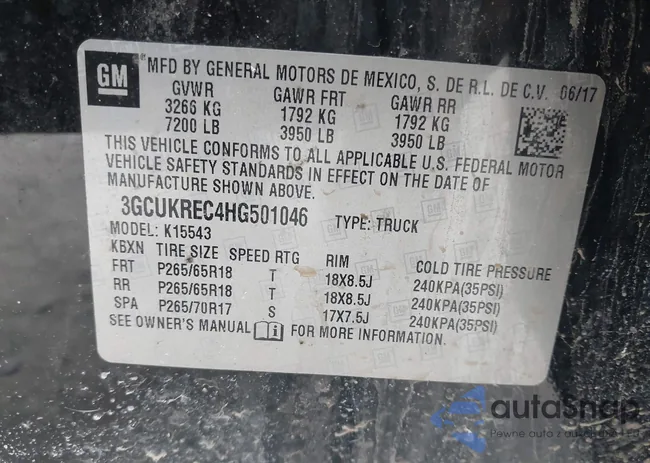 GM
MFD BY GENERAL MOTORS DE MEXICO, S. DE R.L. DE C.V. 06/17
GVWR GAWR FRT GAWR RR
3266 KG 1792 KG 1792 KG
7200 LB 3950 LB 3950 LB
THIS VEHICLE CONFORMS TO ALL APPLICABLE U.S. FEDERAL MOTOR
VEHICLE SAFETY STANDARDS IN EFFECT ON THE DATE OF
MANUFACTURE SHOWN ABOVE.
3GCUKREC4HG501046 TYPE: TRUCK
MODEL: K15543
KBXN TIRE SIZE SPEED RTG RIM COLD TIRE PRESSURE
FRT P265/65R18 T 18X8.5J 240KPA(35PSI)
RR P265/65R18 T 18X8.5J 240KPA(35PSI)
SPA P265/70R17 S 17X7.5J 240KPA(35PSI)
SEE OWNER'S MANUAL FOR MORE INFORMATION.
autosnap
Pewne auto z autoaukcji